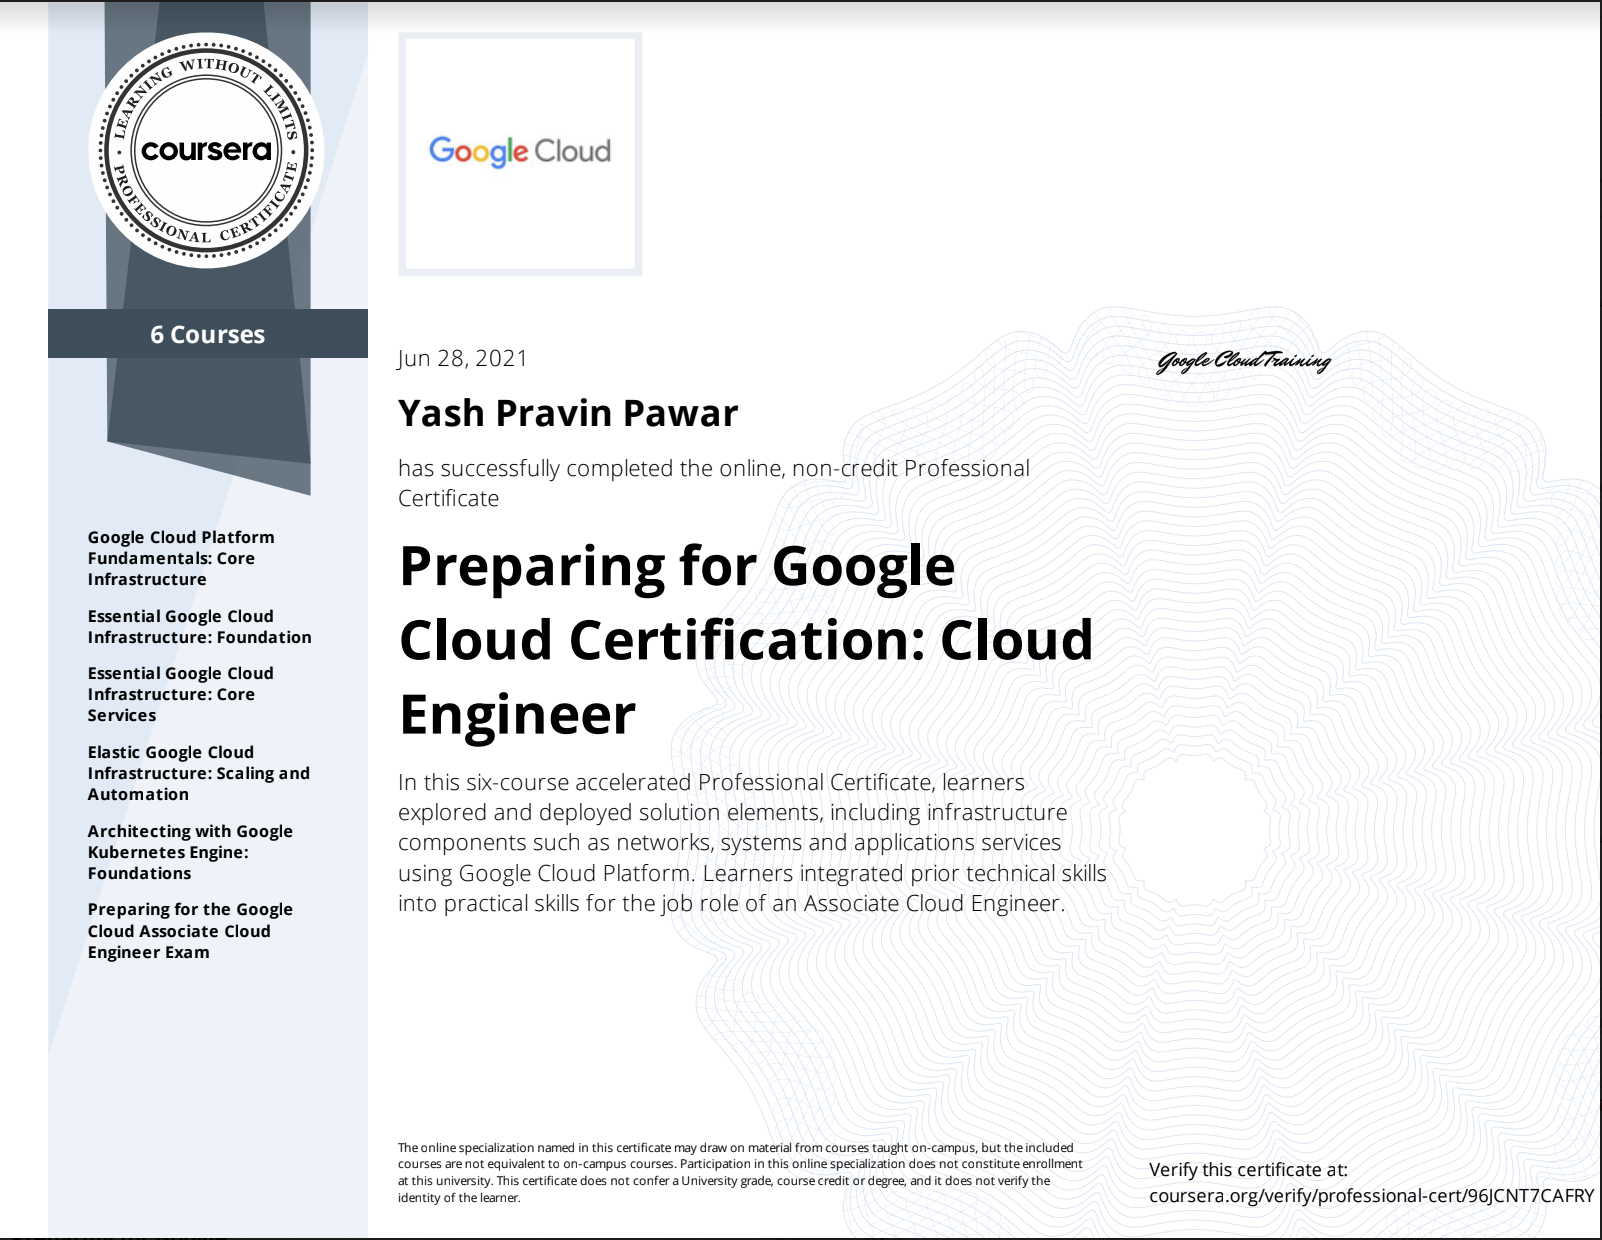 LEARNING WITHOUT LIMITS
coursera
PROFESSIONAL CERTIFICATE
6 Courses
Google Cloud Platform
Fundamentals: Core
Infrastructure
Essential Google Cloud
Infrastructure: Foundation
Essential Google Cloud
Infrastructure: Core
Services
Elastic Google Cloud
Infrastructure: Scaling and
Automation
Architecting with Google
Kubernetes Engine:
Foundations
Preparing for the Google
Cloud Associate Cloud
Engineer Exam
Google Cloud
Jun 28, 2021
Yash Pravin Pawar
has successfully completed the online, non-credit Professional
Certificate
Preparing for Google
Cloud Certification: Cloud
Engineer
In this six-course accelerated Professional Certificate, learners
explored and deployed solution elements, including infrastructure
components such as networks, systems and applications services
using Google Cloud Platform. Learners integrated prior technical skills
into practical skills for the job role of an Associate Cloud Engineer.
Google Cloud Training
The online specialization named in this certificate may draw on material from courses taught on-campus, but the included
courses are not equivalent to on-campus courses. Participation in this online specialization does not constitute enrollment
at this university. This certificate does not confer a University grade, course credit or degree, and it does not verify the
identity of the learner.
Verify this certificate at:
coursera.org/verify/professional-cert/96JCNT7CAFRY